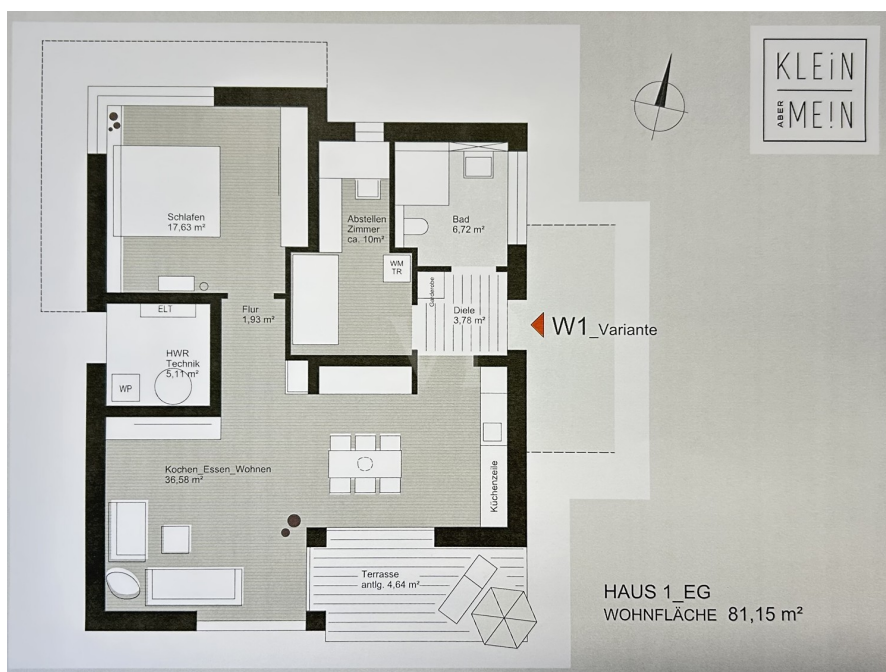 KLEiN
ABER
ME!N
Schlafen
17,63 m²
Abstellen
Zimmer
ca. 10m²
Bad
6,72 m²
WM
TR
Garderobe
ELT
Flur
1,93 m²
Diele
3,78 m²
W1_Variante
HWR
Technik
5,11 m²
WP
Kochen_Essen_Wohnen
36,58 m²
Küchenzeile
Terrasse
antlg. 4,64 m²
HAUS 1_EG
WOHNFLÄCHE 81,15 m²